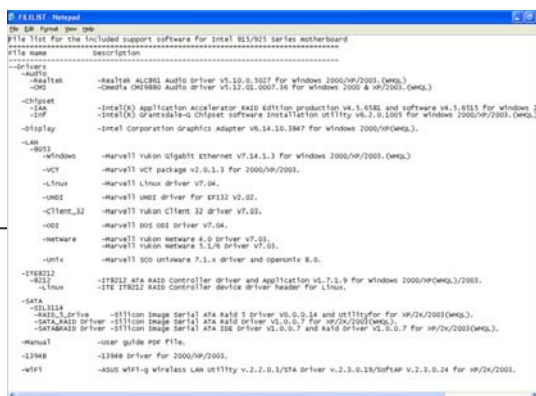 FILELIST - Notepad
File Edit Format View Help
File list for the included support software for Intel 915/925 Series motherboard
File Name Description
--Drivers
-Audio
-Realtek -Realtek ALC861 Audio Driver v5.10.0.5027 for Windows 2000/XP/2003.(WHQL)
-CMI -Cmedia CMI9880 Audio driver v5.12.01.0007.36 for Windows 2000 & XP/2003.(WHQL)
-Chipset
-IAA -Intel(R) Application Accelerator RAID Edition production V4.5.6581 and software v4.5.6515 for Windows 2
-Inf -Intel(R) Grantsdale-G Chipset Software Installation Utility V6.2.0.1005 for Windows 2000/XP/2003.(WHQL)
-Display -Intel Corporation Graphics Adapter V6.14.10.3847 for Windows 2000/XP(WHQL).
-LAN
-8053
-Windows -Marvell Yukon Gigabit Ethernet V7.14.1.3 for Windows 2000/XP/2003.(WHQL)
-VCT -Marvell VCT package v2.0.1.3 for 2000/XP/2003.
-Linux -Marvell Linux driver V7.04.
-UNDI -Marvell UNDI driver for EFI32 V2.02.
-Client_32 -Marvell Yukon Client 32 driver V7.03.
-ODI -Marvell DOS ODI Driver V7.04.
-NetWare -Marvell Yukon Netware 4.0 Driver V7.03.
-Marvell Yukon Netware 5.1/6 Driver V7.03.
-Unix -Marvell SCO UnixWare 7.1.x driver and OpenUnix 8.0.
-ITE8212
-8212 -IT8212 ATA RAID Controller driver and Application V1.7.1.9 for Windows 2000/XP(WHQL)/2003.
-Linux -ITE IT8212 RAID Controller device driver header for Linux.
-SATA
-SIL3114
-RAID_5_Drive -Silicon Image Serial ATA Raid 5 Driver V0.0.0.14 and Utilityfor for XP/2K/2003(WHQL).
-SATA_RAID Driver -Silicon Image Serial ATA Raid Driver V1.0.0.7 for XP/2K/2003(WHQL).
-SATA&RAID Driver -Silicon Image Serial ATA IDE Driver V1.0.0.7 and Raid Driver V1.0.0.7 for XP/2K/2003(WHQL).
-Manual -User guide PDF file.
-1394B -1394B Driver for 2000/XP/2003.
-WiFi -ASUS WiFi-g Wireless LAN Utility v.2.2.0.3/STA Driver v.2.3.0.19/SoftAP v.2.3.0.24 for XP/2K/2003.